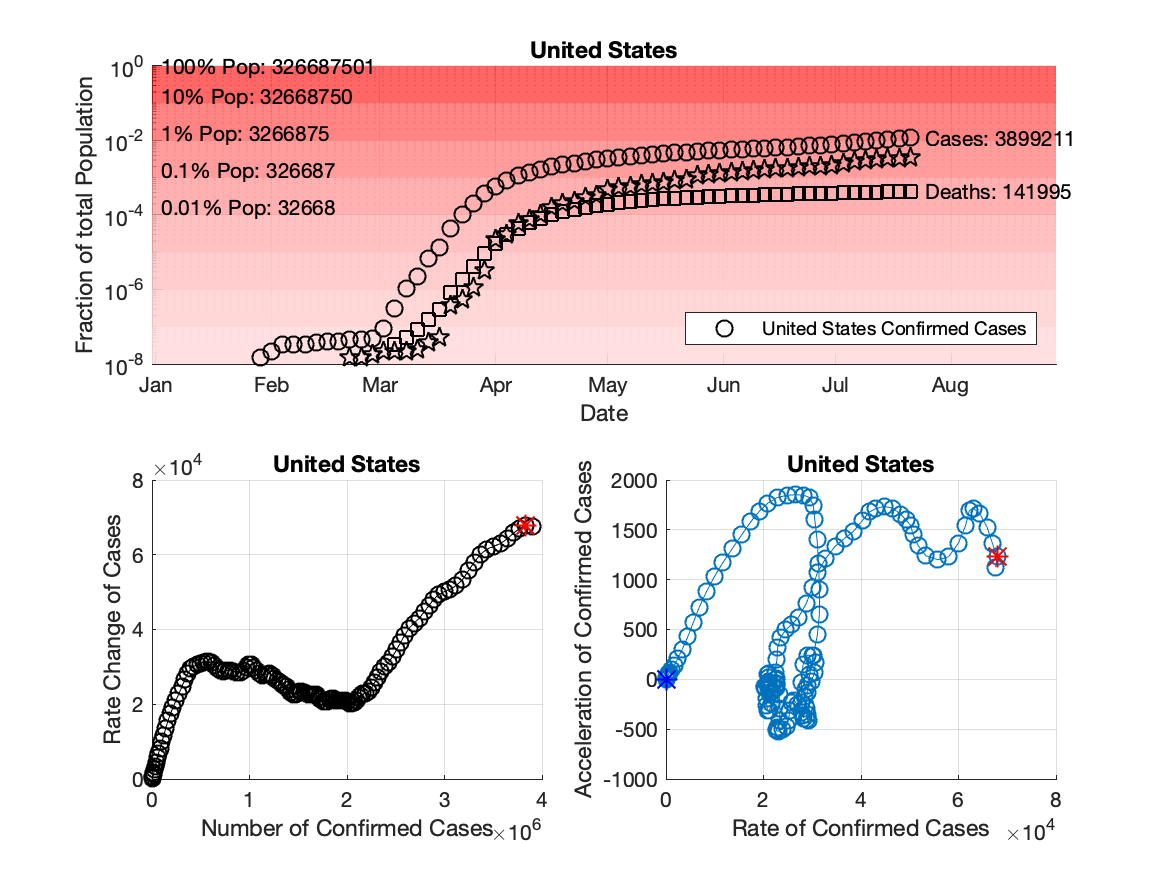 United States
10^0
100% Pop: 326687501
10% Pop: 32668750
10^-2
1% Pop: 3266875
Cases: 3899211
0.1% Pop: 326687
Deaths: 141995
10^-4
0.01% Pop: 32668
10^-6
United States Confirmed Cases
10^-8
Fraction of total Population
Jan Feb Mar Apr May Jun Jul Aug
Date
United States
×10^4
8
6
4
2
0
Rate Change of Cases
0 1 2 3 4
Number of Confirmed Cases ×10^6
United States
2000
1500
1000
500
0
-500
-1000
Acceleration of Confirmed Cases
0 2 4 6 8
Rate of Confirmed Cases ×10^4